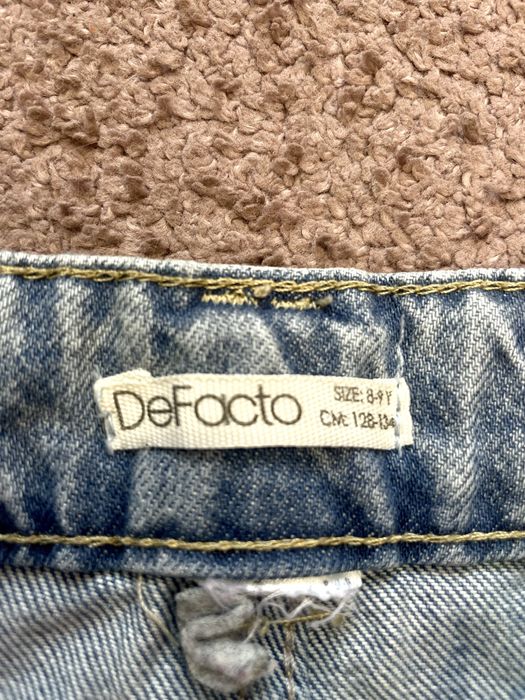 DeFacto
SIZE: 8-9 Y
CM: 128-134